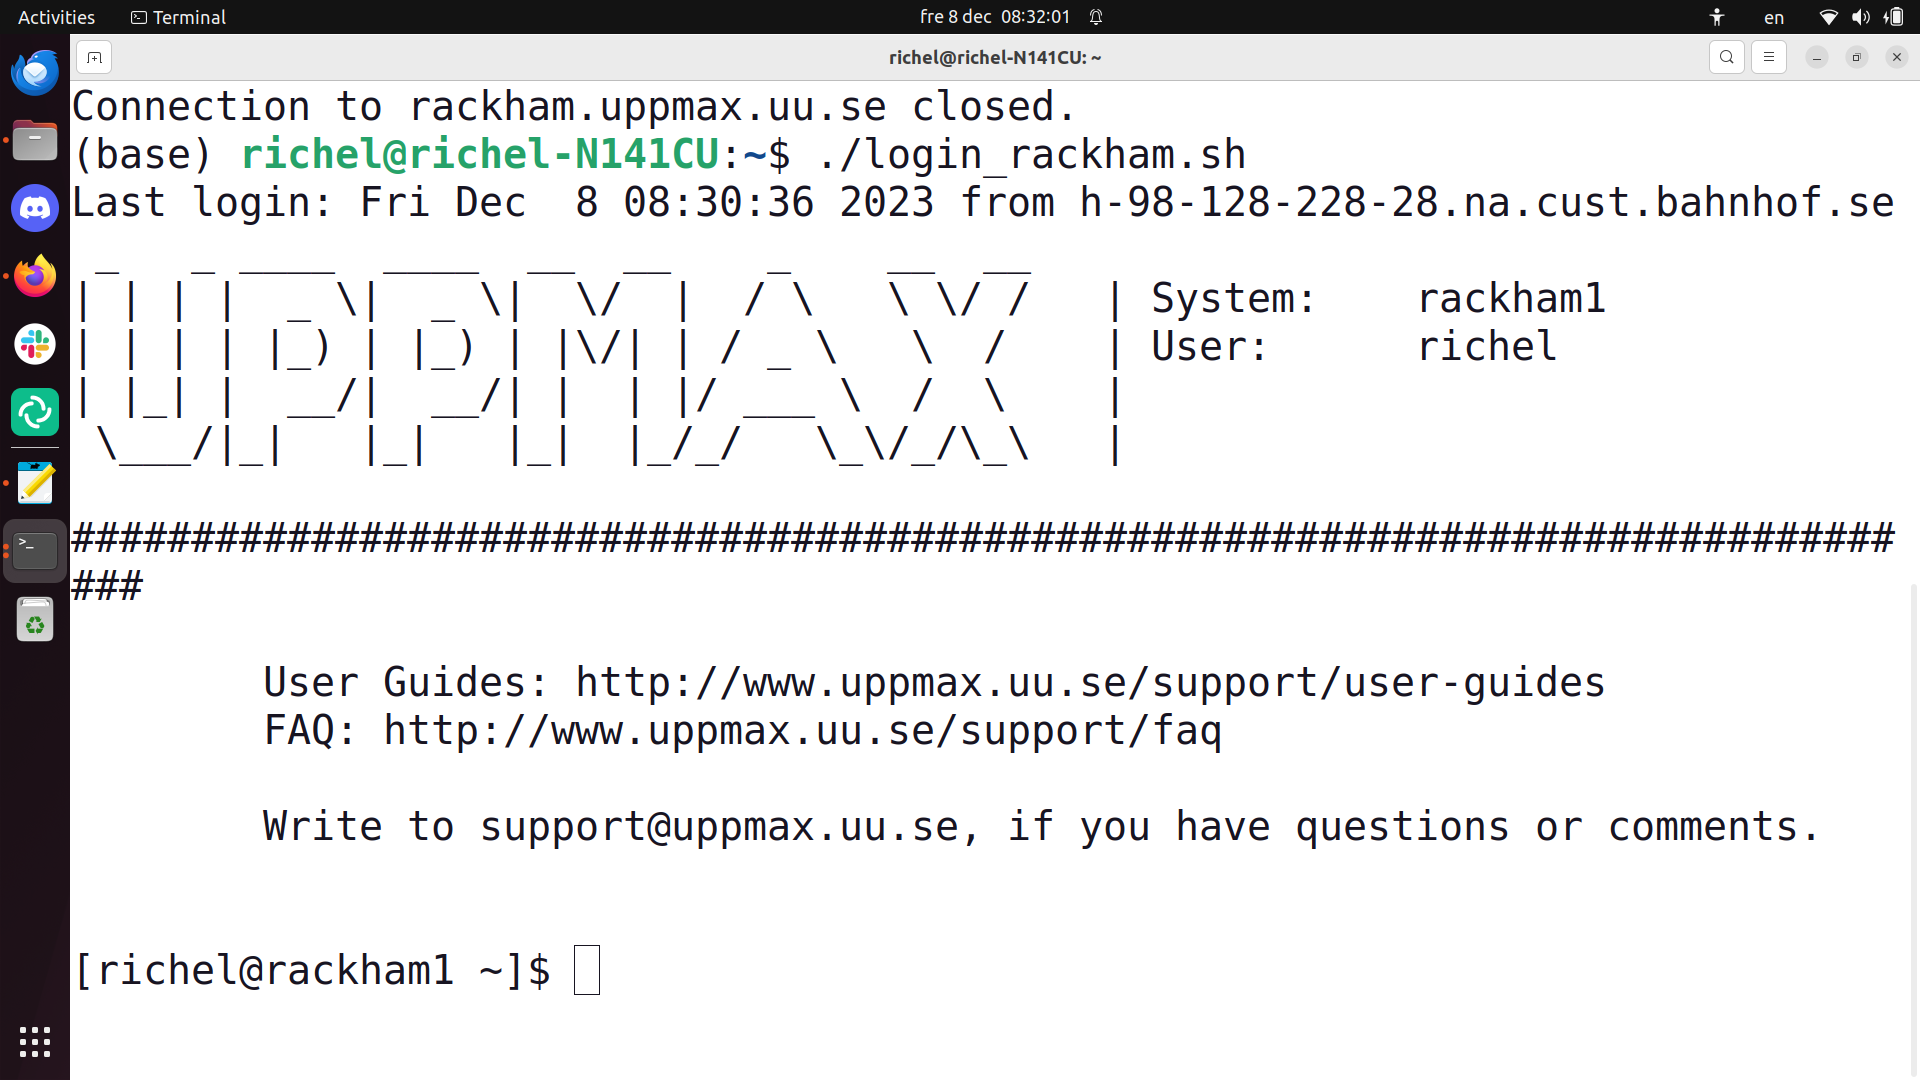 Activities Terminal fre 8 dec 08:32:01 en
richel@richel-N141CU: ~
Connection to rackham.uppmax.uu.se closed.
(base) richel@richel-N141CU:~$ ./login_rackham.sh
Last login: Fri Dec  8 08:30:36 2023 from h-98-128-228-28.na.cust.bahnhof.se
 _   _ ____  ____  __  __    _    __  __
| | | |  _ \|  _ \|  \/  |  / \   \ \/ /   | System:    rackham1
| | | | |_) | |_) | |\/| | / _ \   \  /    | User:      richel
| |_| |  __/|  __/| |  | |/ ___ \  /  \    |
 \___/|_|   |_|   |_|  |_/_/   \_\/_/\_\   |
############################################################################
###
User Guides: http://www.uppmax.uu.se/support/user-guides
FAQ: http://www.uppmax.uu.se/support/faq
Write to support@uppmax.uu.se, if you have questions or comments.
[richel@rackham1 ~]$